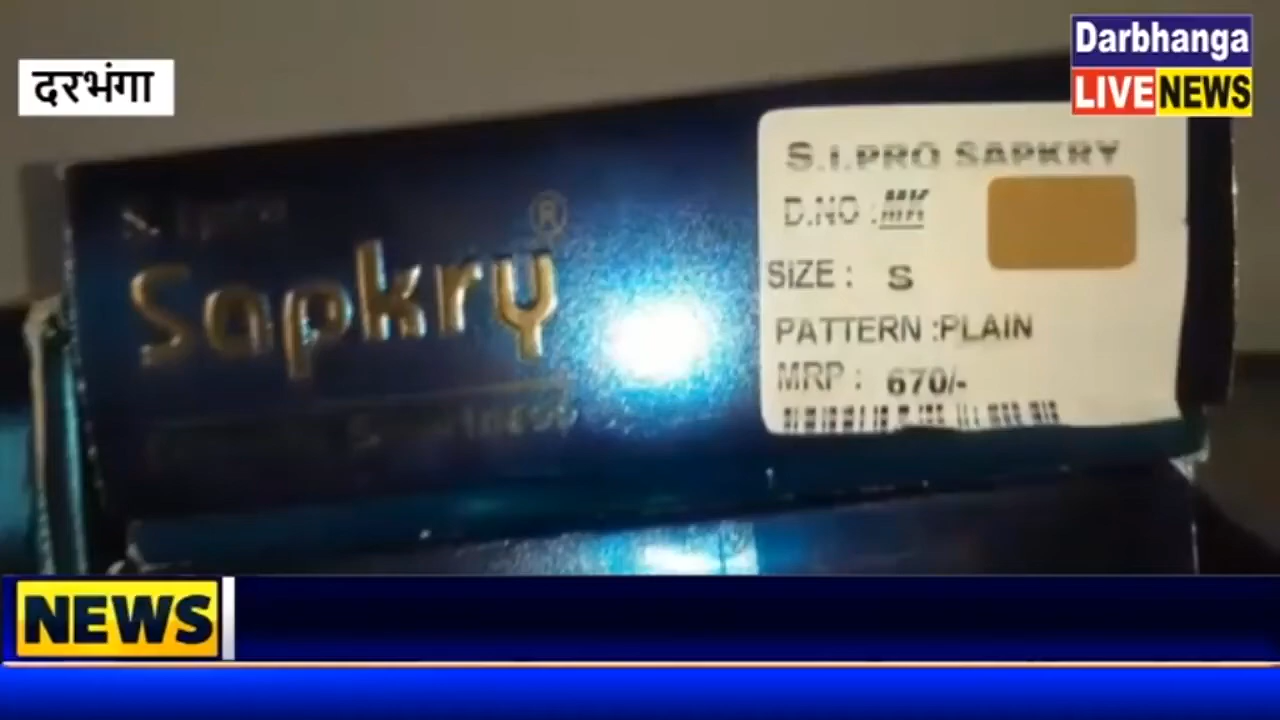 दरभंगा
Darbhanga
LIVE NEWS
Sapkry®
S.I.PRO SAPKRY
D.NO :MK
SIZE : S
PATTERN :PLAIN
MRP : 670/-
NEWS